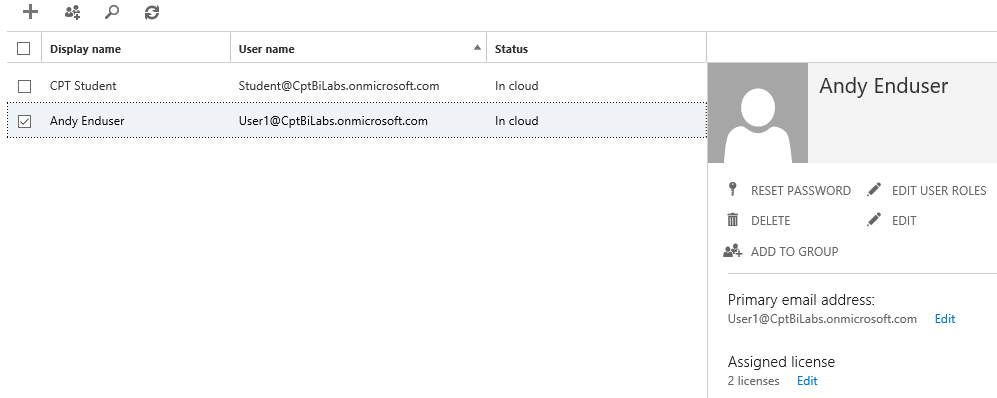 Display name User name Status
CPT Student Student@CptBiLabs.onmicrosoft.com In cloud
Andy Enduser User1@CptBiLabs.onmicrosoft.com In cloud
Andy Enduser
RESET PASSWORD EDIT USER ROLES
DELETE EDIT
ADD TO GROUP
Primary email address:
User1@CptBiLabs.onmicrosoft.com Edit
Assigned license
2 licenses Edit